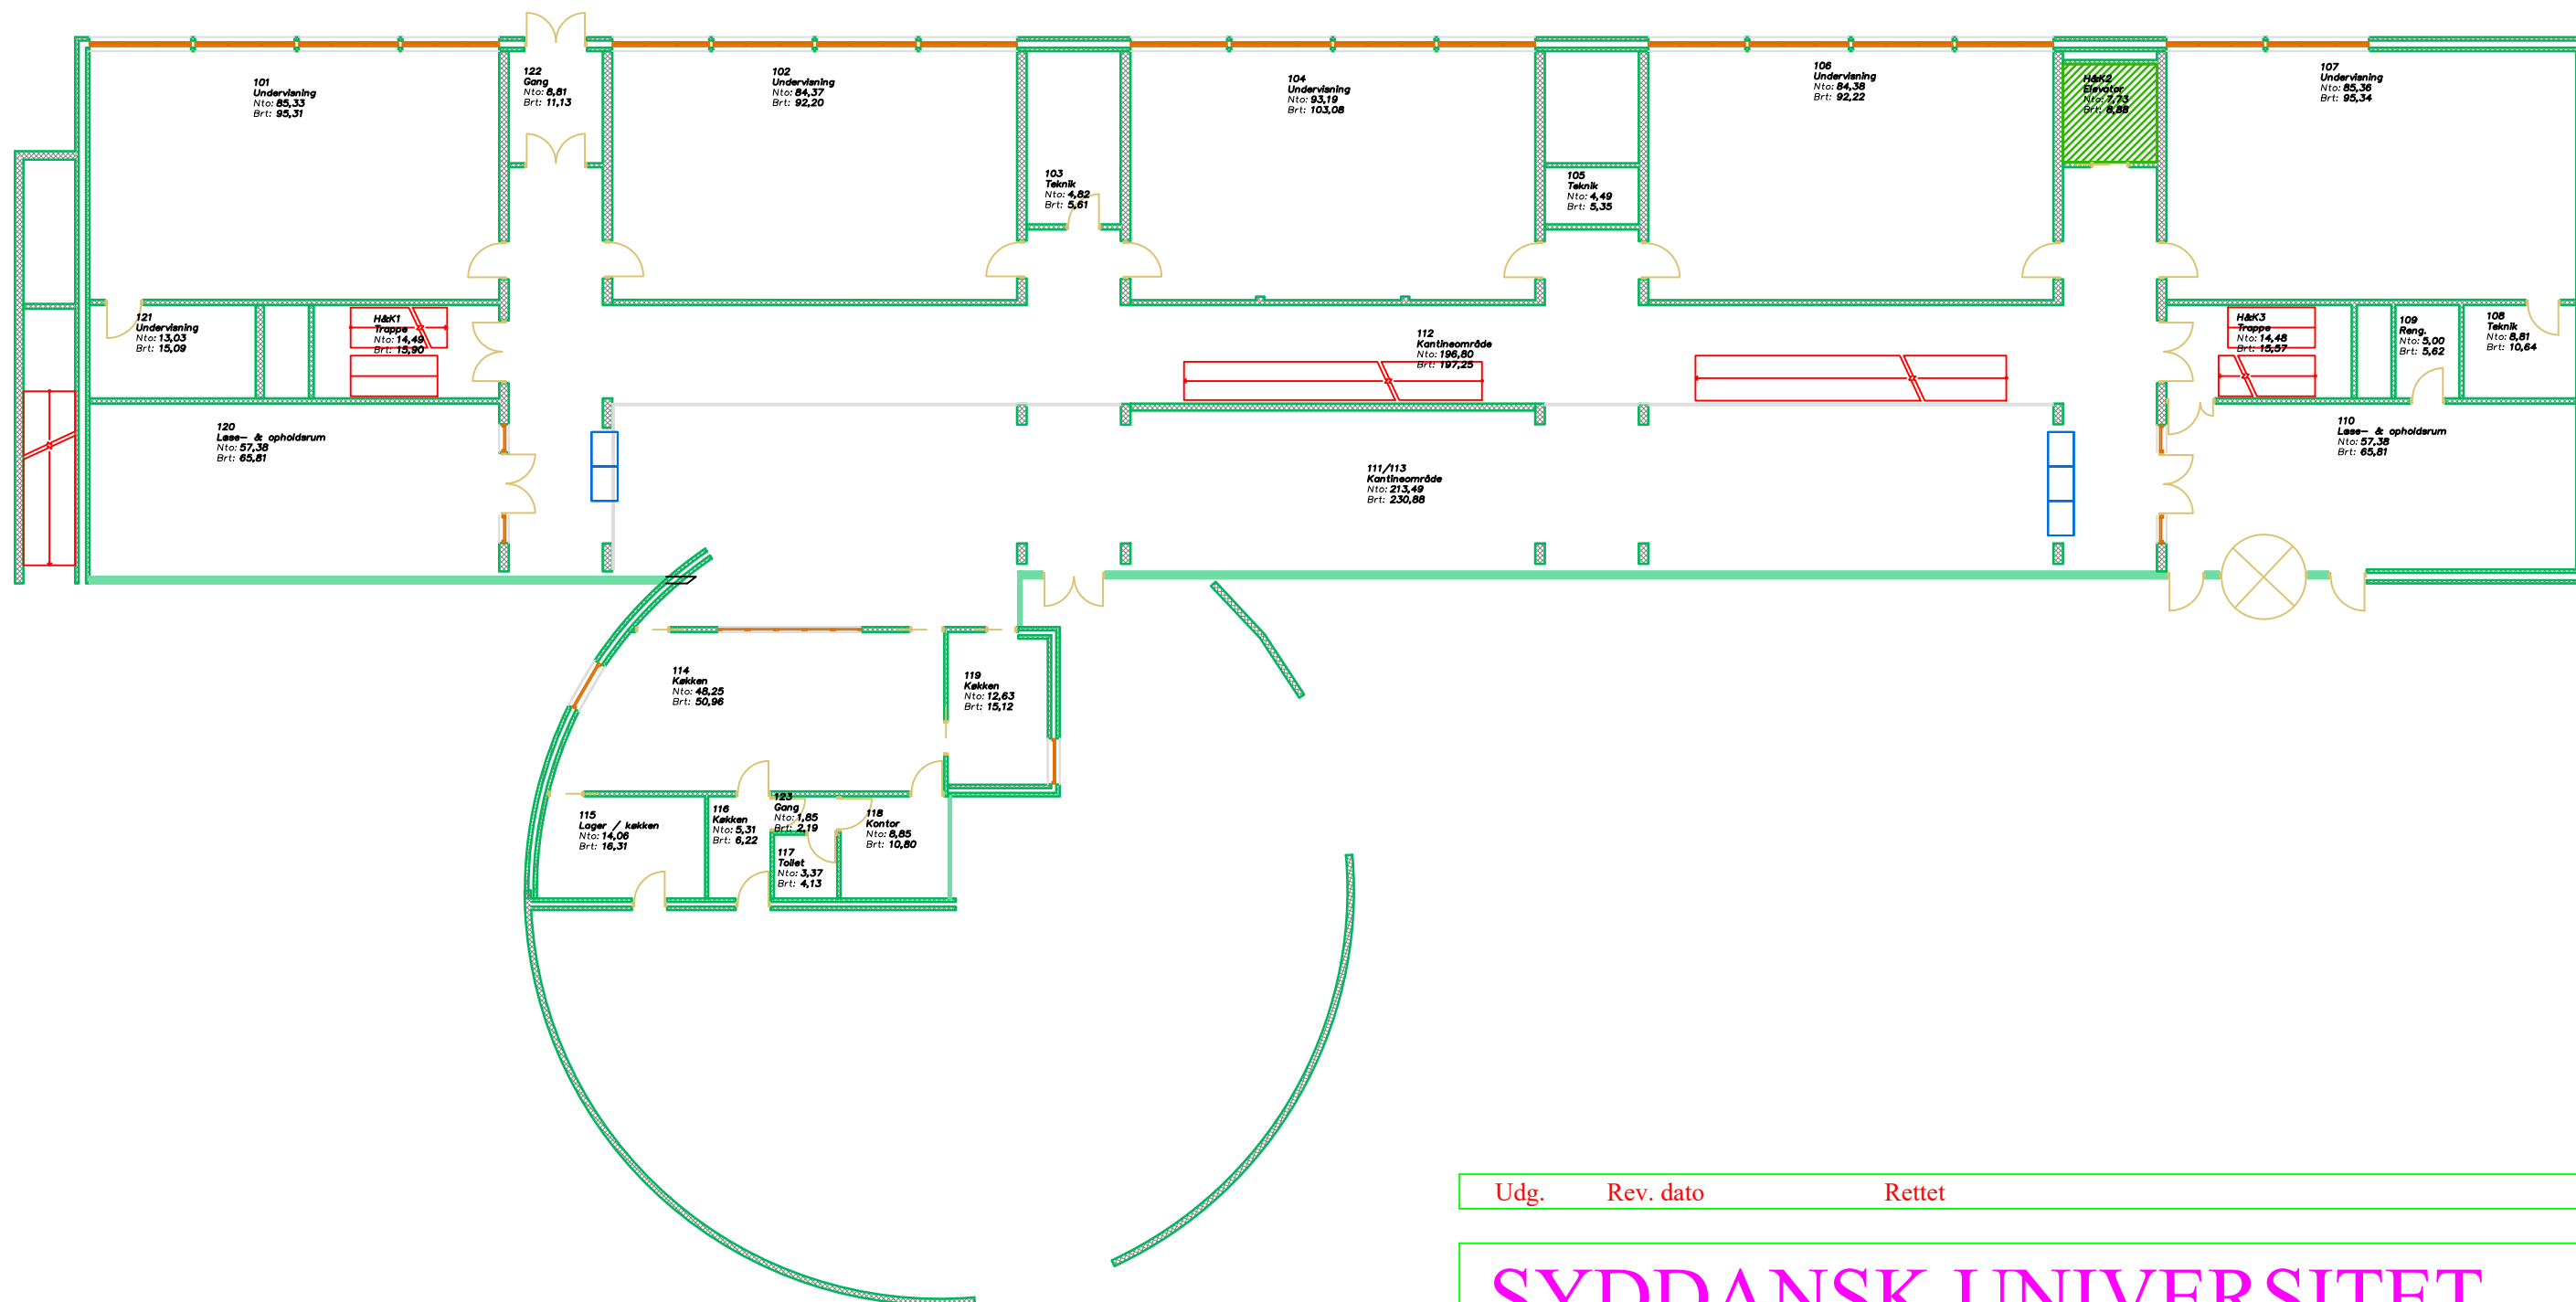 101
Undervisning
Nto: 85,33
Brt: 95,31
122
Gang
Nto: 8,81
Brt: 11,13
102
Undervisning
Nto: 84,37
Brt: 92,20
104
Undervisning
Nto: 93,19
Brt: 103,08
106
Undervisning
Nto: 84,38
Brt: 92,22
H&K2
Elevator
Nto: 7,73
Brt: 8,88
107
Undervisning
Nto: 85,36
Brt: 95,34
103
Teknik
Nto: 4,82
Brt: 5,61
105
Teknik
Nto: 4,49
Brt: 5,35
121
Undervisning
Nto: 13,03
Brt: 15,09
H&K1
Trappe
Nto: 14,49
Brt: 15,90
112
Kantineområde
Nto: 196,80
Brt: 197,25
H&K3
Trappe
Nto: 14,48
Brt: 15,57
109
Reng.
Nto: 5,00
Brt: 5,62
108
Teknik
Nto: 8,81
Brt: 10,64
120
Læse- & opholdsrum
Nto: 57,38
Brt: 65,81
111/113
Kantineområde
Nto: 213,49
Brt: 230,88
110
Læse- & opholdsrum
Nto: 57,38
Brt: 65,81
114
Køkken
Nto: 48,25
Brt: 50,96
119
Køkken
Nto: 12,63
Brt: 15,12
115
Lager / køkken
Nto: 14,06
Brt: 16,31
116
Køkken
Nto: 5,31
Brt: 6,22
123
Gang
Nto: 1,85
Brt: 2,19
118
Kontor
Nto: 8,85
Brt: 10,80
117
Toilet
Nto: 3,37
Brt: 4,13
Udg. Rev. dato Rettet
SYDDANSK UNIVERSITET